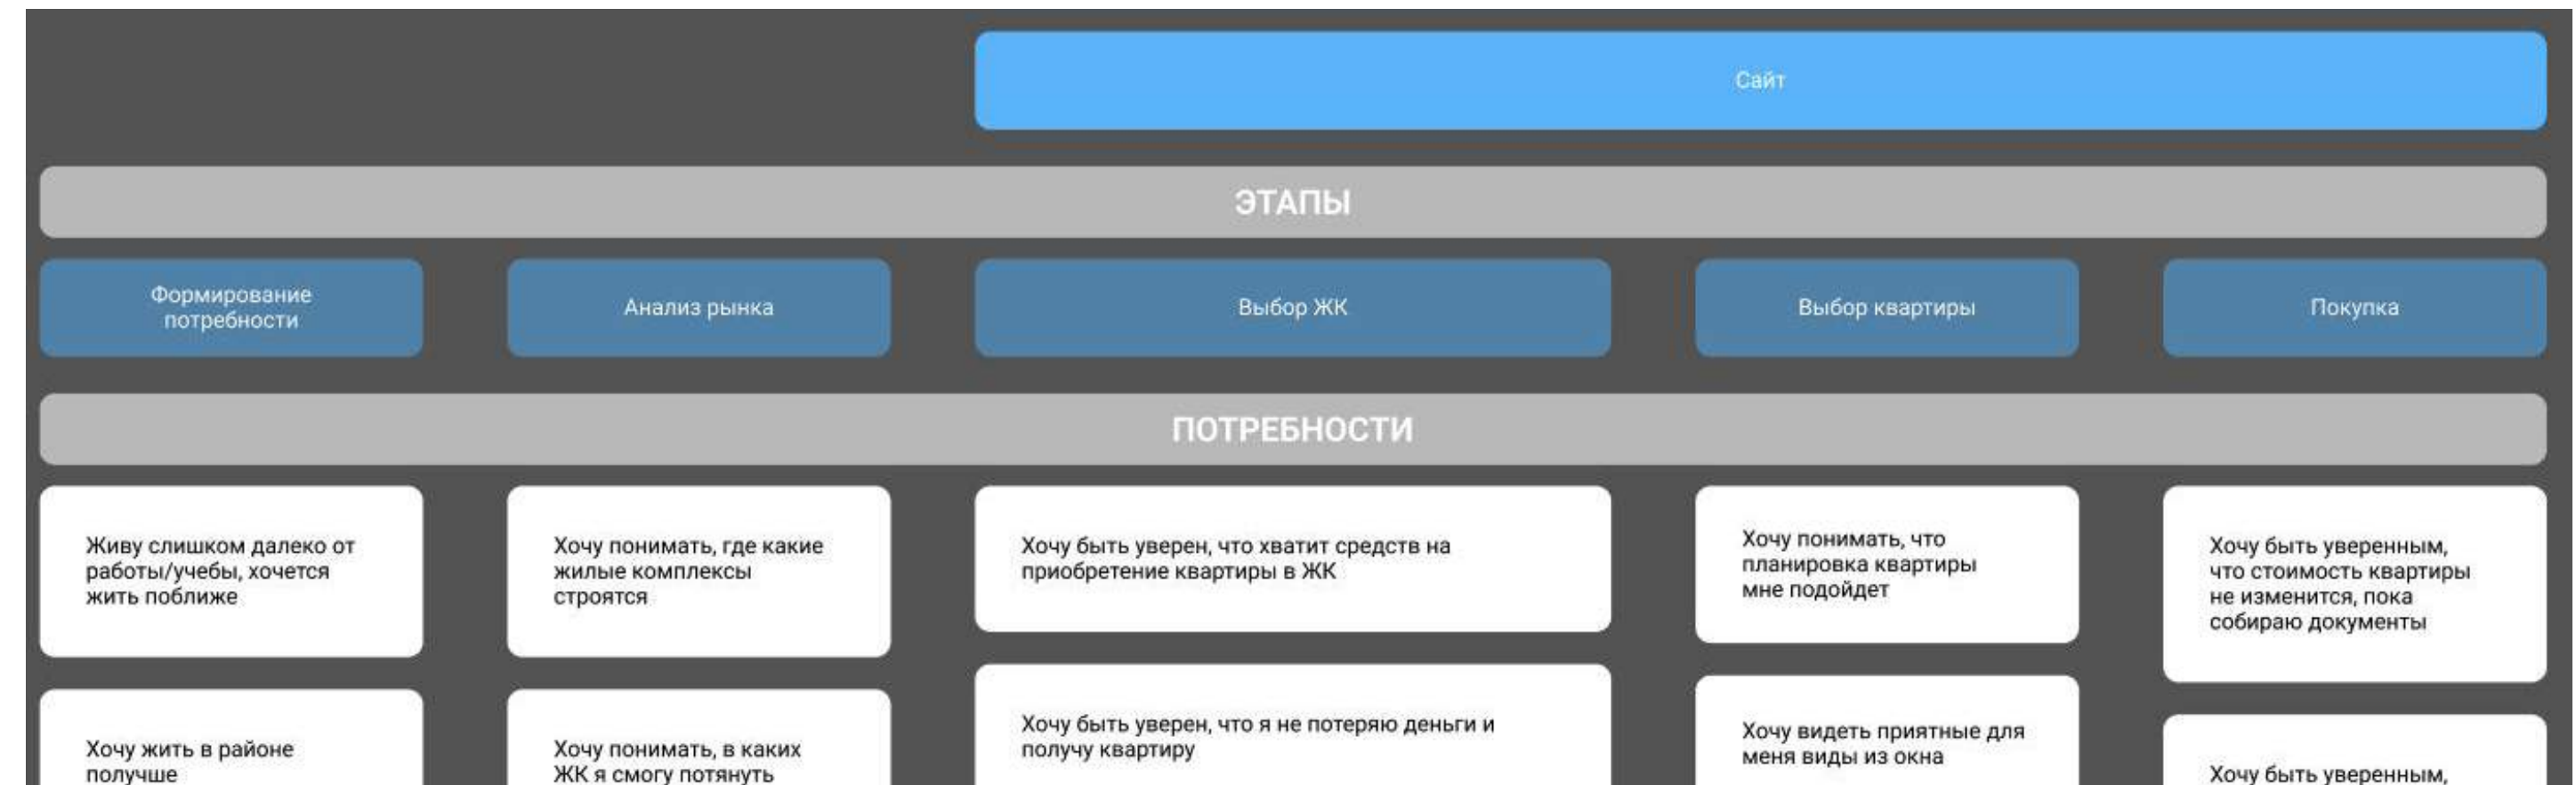 Сайт
ЭТАПЫ
Формирование
потребности
Анализ рынка
Выбор ЖК
Выбор квартиры
Покупка
ПОТРЕБНОСТИ
Живу слишком далеко от
работы/учебы, хочется
жить поближе
Хочу понимать, где какие
жилые комплексы
строятся
Хочу быть уверен, что хватит средств на
приобретение квартиры в ЖК
Хочу понимать, что
планировка квартиры
мне подойдет
Хочу быть уверенным,
что стоимость квартиры
не изменится, пока
собираю документы
Хочу жить в районе
получше
Хочу понимать, в каких
ЖК я смогу потянуть
Хочу быть уверен, что я не потеряю деньги и
получу квартиру
Хочу видеть приятные для
меня виды из окна
Хочу быть уверенным,